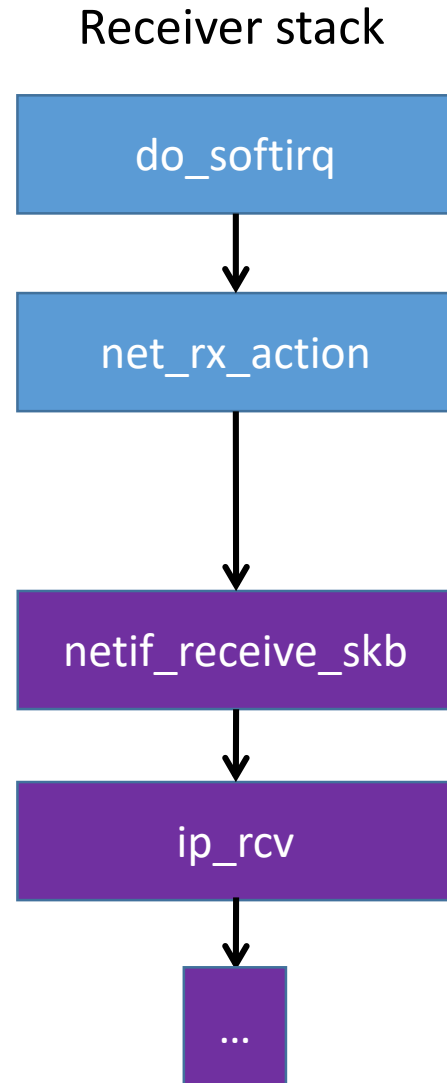 Receiver stack
do_softirq
net_rx_action
netif_receive_skb
ip_rcv
...